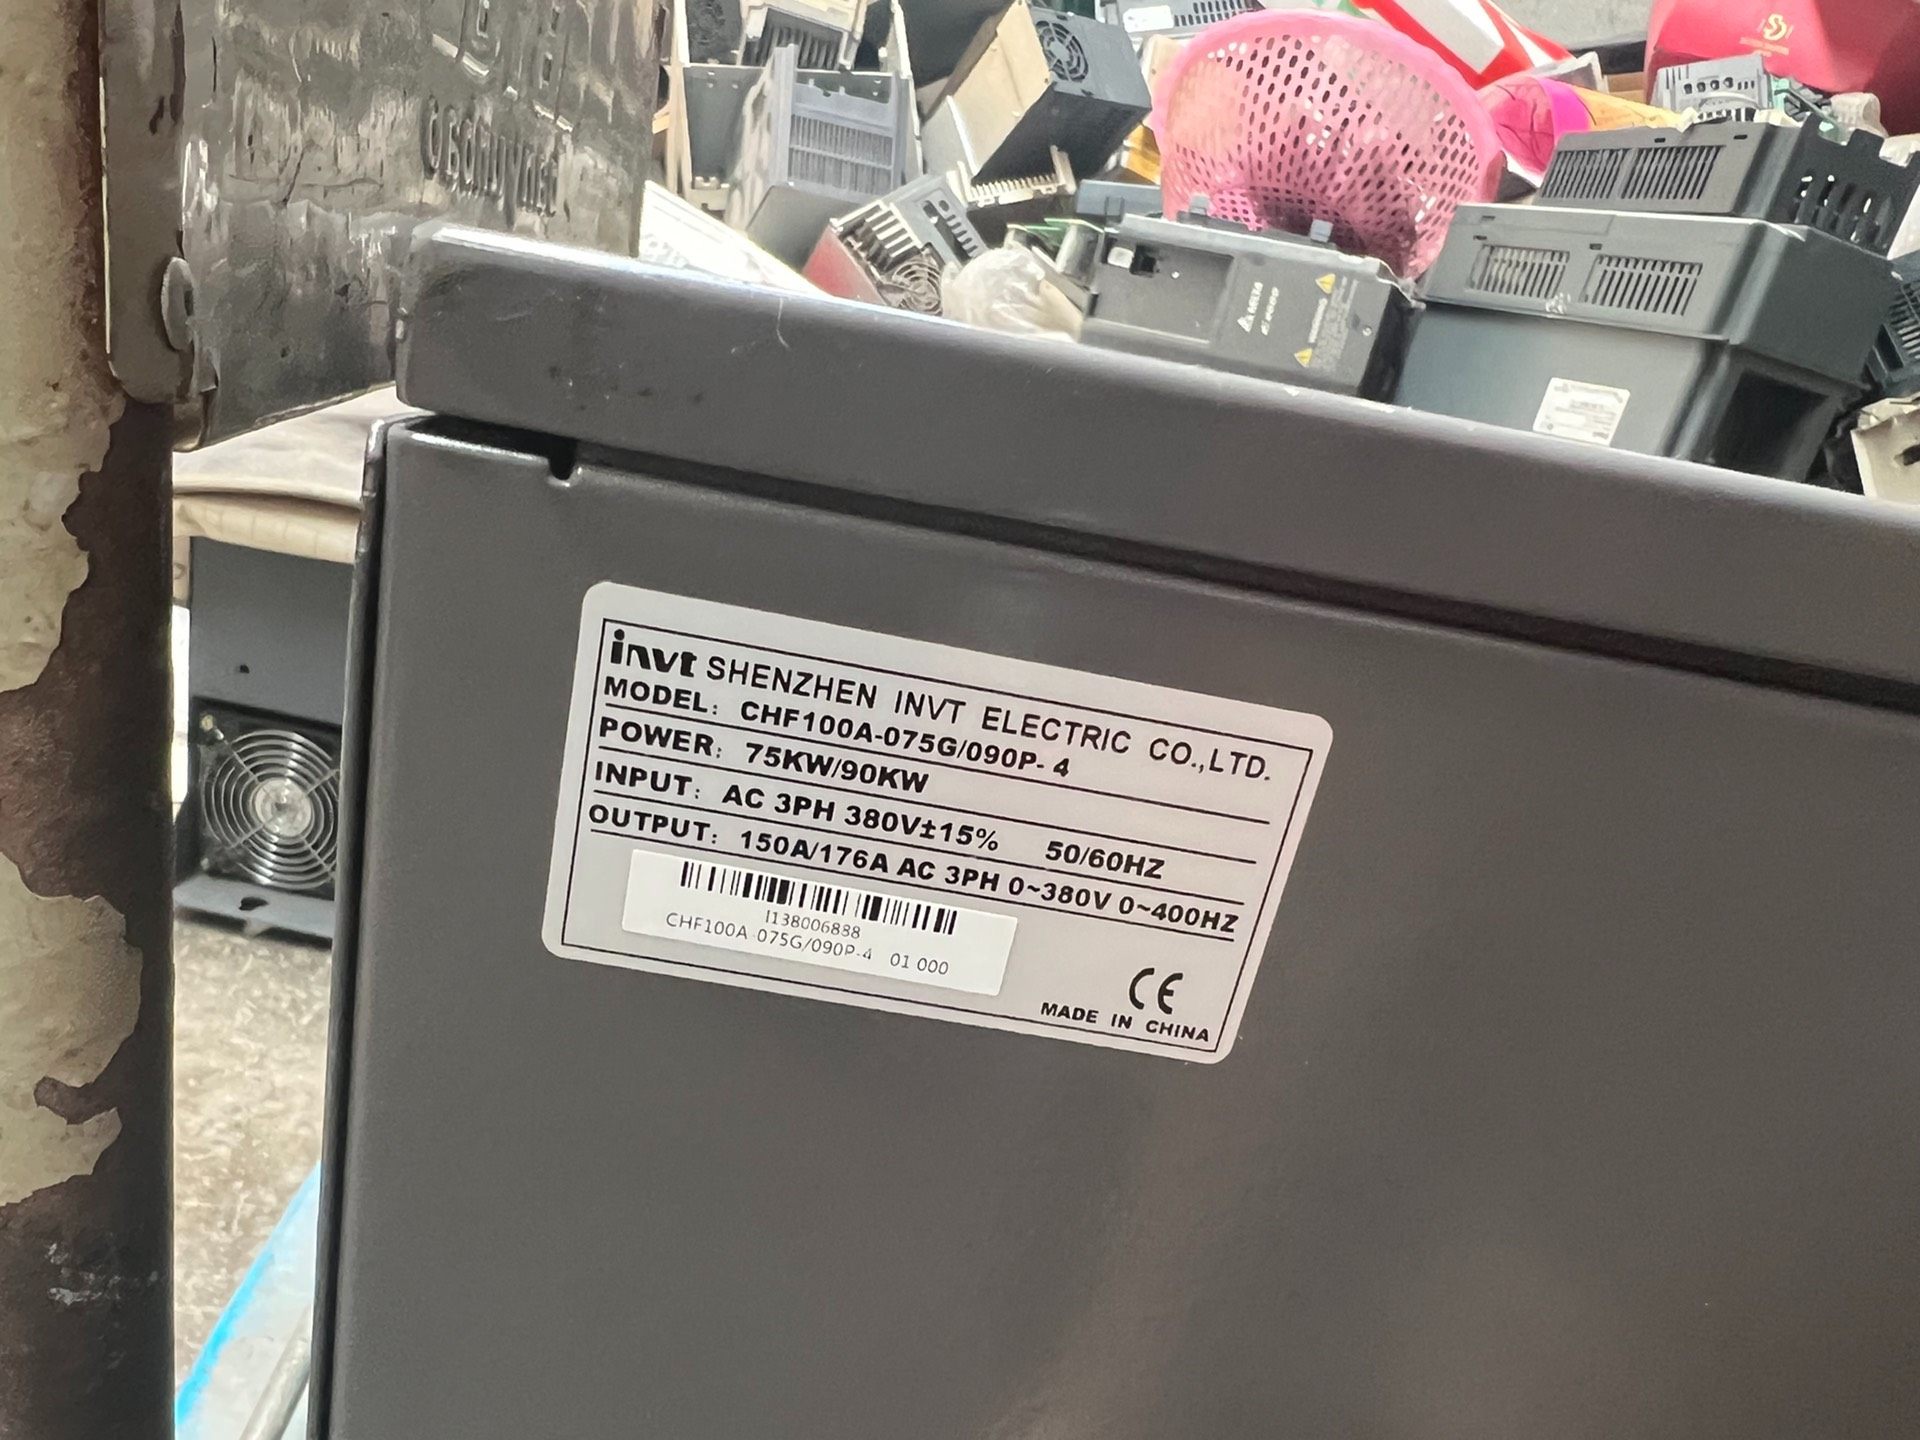 invt SHENZHEN INVT ELECTRIC CO.,LTD.
MODEL: CHF100A-075G/090P-4
POWER: 75KW/90KW
INPUT: AC 3PH 380V±15% 50/60HZ
OUTPUT: 150A/176A AC 3PH 0~380V 0~400HZ
I138006888
CHF100A-075G/090P-4 01 000
CE
MADE IN CHINA
DELTA